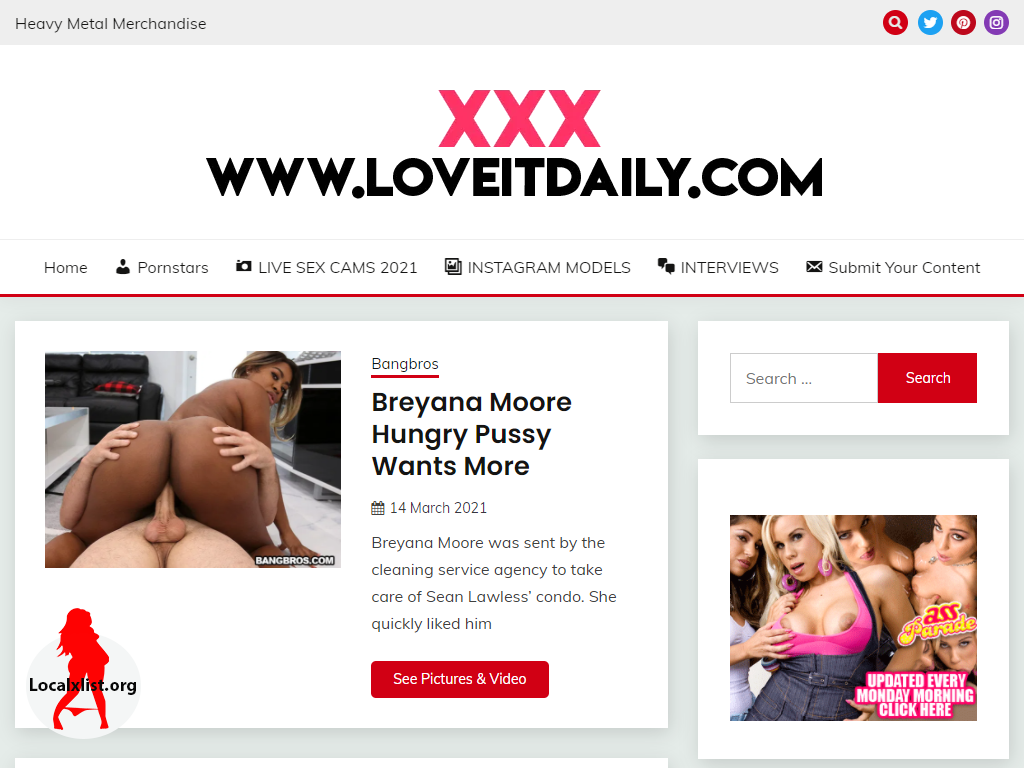 Heavy Metal Merchandise
XXX
WWW.LOVEITDAILY.COM
Home Pornstars LIVE SEX CAMS 2021 INSTAGRAM MODELS INTERVIEWS Submit Your Content
BANGBROS.COM
Bangbros
Breyana Moore
Hungry Pussy
Wants More
14 March 2021
Breyana Moore was sent by the
cleaning service agency to take
care of Sean Lawless’ condo. She
quickly liked him
See Pictures & Video
Search ...
Search
ass
Parade
UPDATED EVERY
MONDAY MORNING
CLICK HERE
Localxlist.org